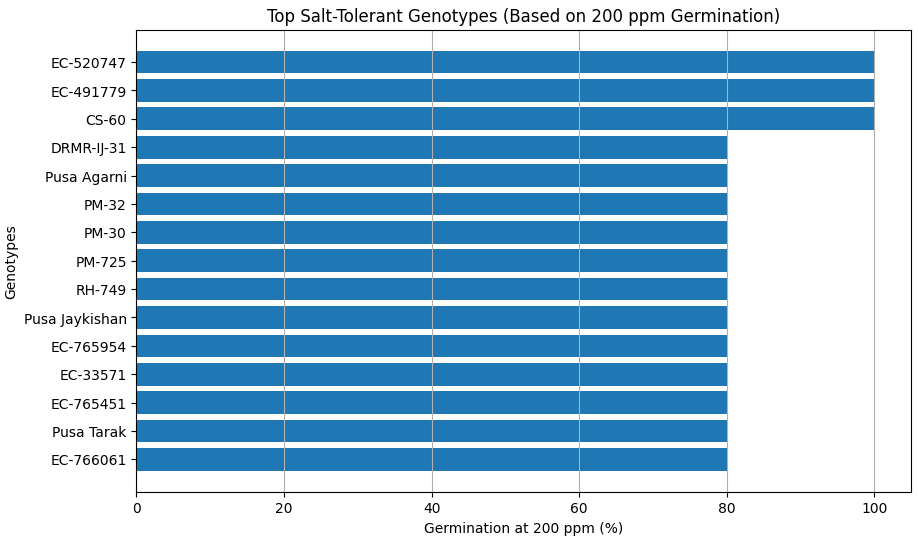 Top Salt-Tolerant Genotypes (Based on 200 ppm Germination)
Genotypes
EC-520747
EC-491779
CS-60
DRMR-IJ-31
Pusa Agarni
PM-32
PM-30
PM-725
RH-749
Pusa Jaykishan
EC-765954
EC-33571
EC-765451
Pusa Tarak
EC-766061
0 20 40 60 80 100
Germination at 200 ppm (%)